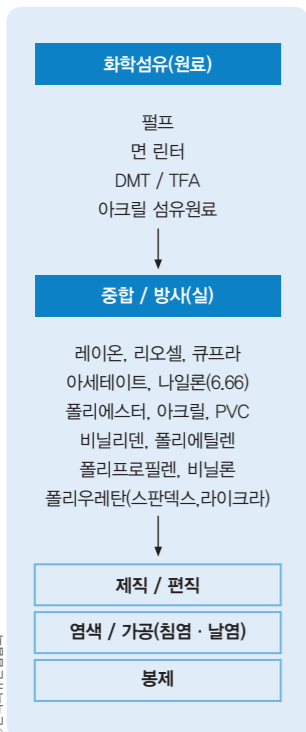 화학섬유(원료)
펄프
면 린터
DMT / TFA
아크릴 섬유원료
중합 / 방사(실)
레이온, 리오셀, 큐프라
아세테이트, 나일론(6.66)
폴리에스터, 아크릴, PVC
비닐리덴, 폴리에틸렌
폴리프로필렌, 비닐론
폴리우레탄(스판덱스,라이크라)
제직 / 편직
염색 / 가공(침염 · 날염)
봉제